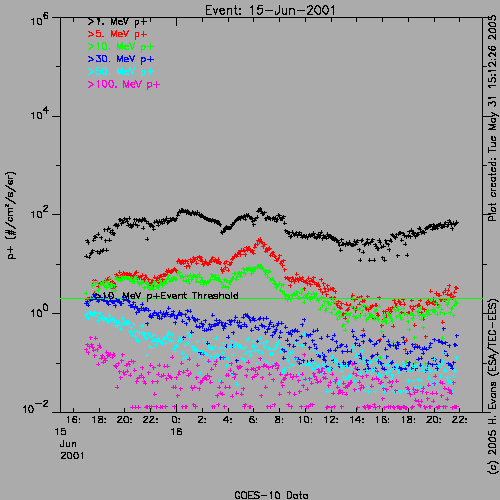 Event: 15-Jun-2001
>1. MeV p+
>5. MeV p+
>10. MeV p+
>30. MeV p+
>50. MeV p+
>100. MeV p+
10^6
10^4
10^2
10^0
10^-2
p+ (#/cm²/s/sr)
>10. MeV p+Event Threshold
16: 18: 20: 22: 0: 2: 4: 6: 8: 10: 12: 14: 16: 18: 20: 22:
15 16
Jun
2001
GOES-10 Data
Plot created: Tue May 31 15:12:26 2005
(c) 2005 H. Evans (ESA/TEC-EES)